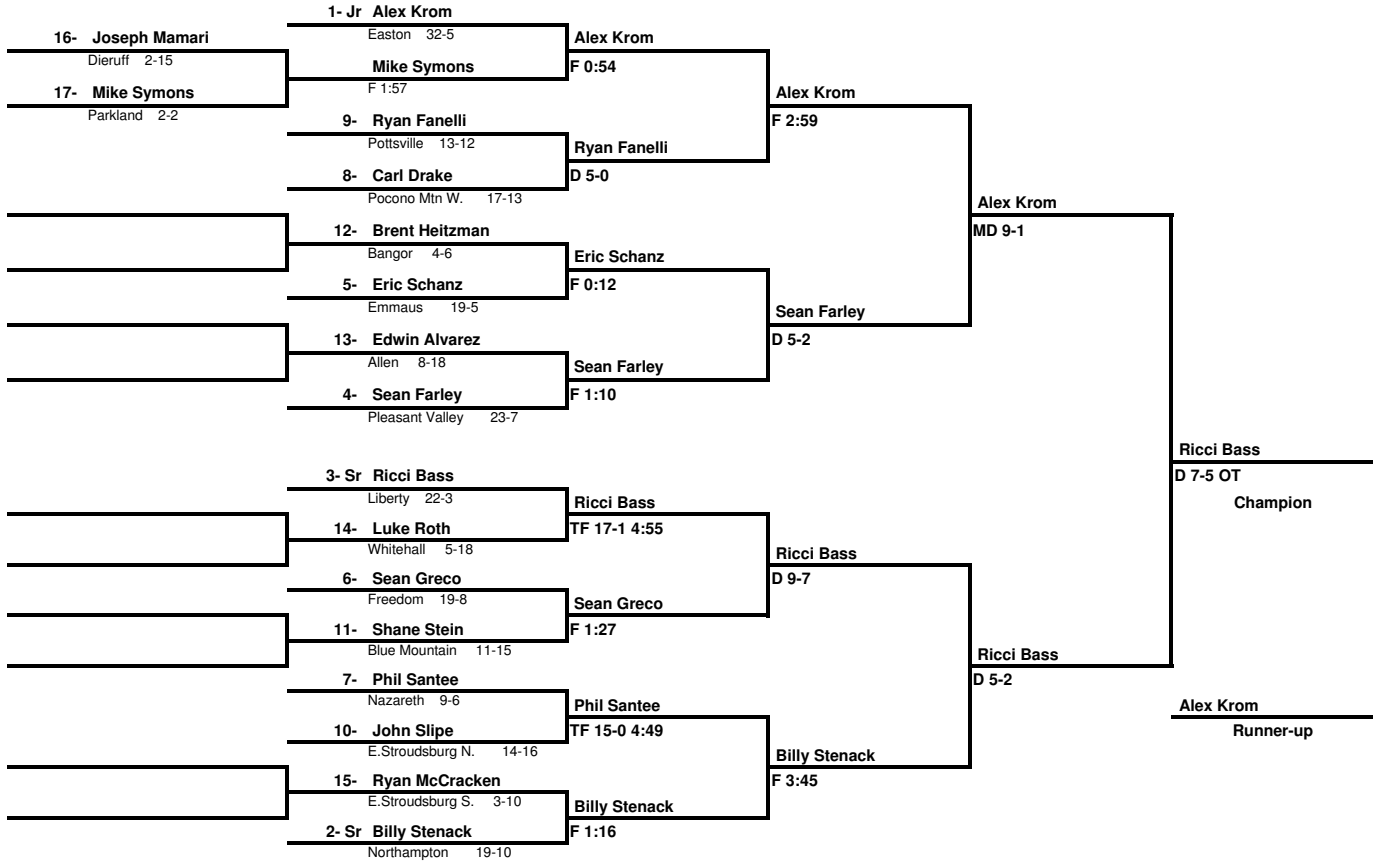 16- Joseph Mamari
Dieruff 2-15
17- Mike Symons
Parkland 2-2
1- Jr Alex Krom
Easton 32-5
Mike Symons
F 1:57
9- Ryan Fanelli
Pottsville 13-12
8- Carl Drake
Pocono Mtn W. 17-13
12- Brent Heitzman
Bangor 4-6
5- Eric Schanz
Emmaus 19-5
13- Edwin Alvarez
Allen 8-18
4- Sean Farley
Pleasant Valley 23-7
3- Sr Ricci Bass
Liberty 22-3
14- Luke Roth
Whitehall 5-18
6- Sean Greco
Freedom 19-8
11- Shane Stein
Blue Mountain 11-15
7- Phil Santee
Nazareth 9-6
10- John Slipe
E.Stroudsburg N. 14-16
15- Ryan McCracken
E.Stroudsburg S. 3-10
2- Sr Billy Stenack
Northampton 19-10
Alex Krom
F 0:54
Ryan Fanelli
D 5-0
Eric Schanz
F 0:12
Sean Farley
F 1:10
Ricci Bass
TF 17-1 4:55
Sean Greco
F 1:27
Phil Santee
TF 15-0 4:49
Billy Stenack
F 1:16
Alex Krom
F 2:59
Sean Farley
D 5-2
Ricci Bass
D 9-7
Billy Stenack
F 3:45
Alex Krom
MD 9-1
Ricci Bass
D 5-2
Ricci Bass
D 7-5 OT
Champion
Alex Krom
Runner-up